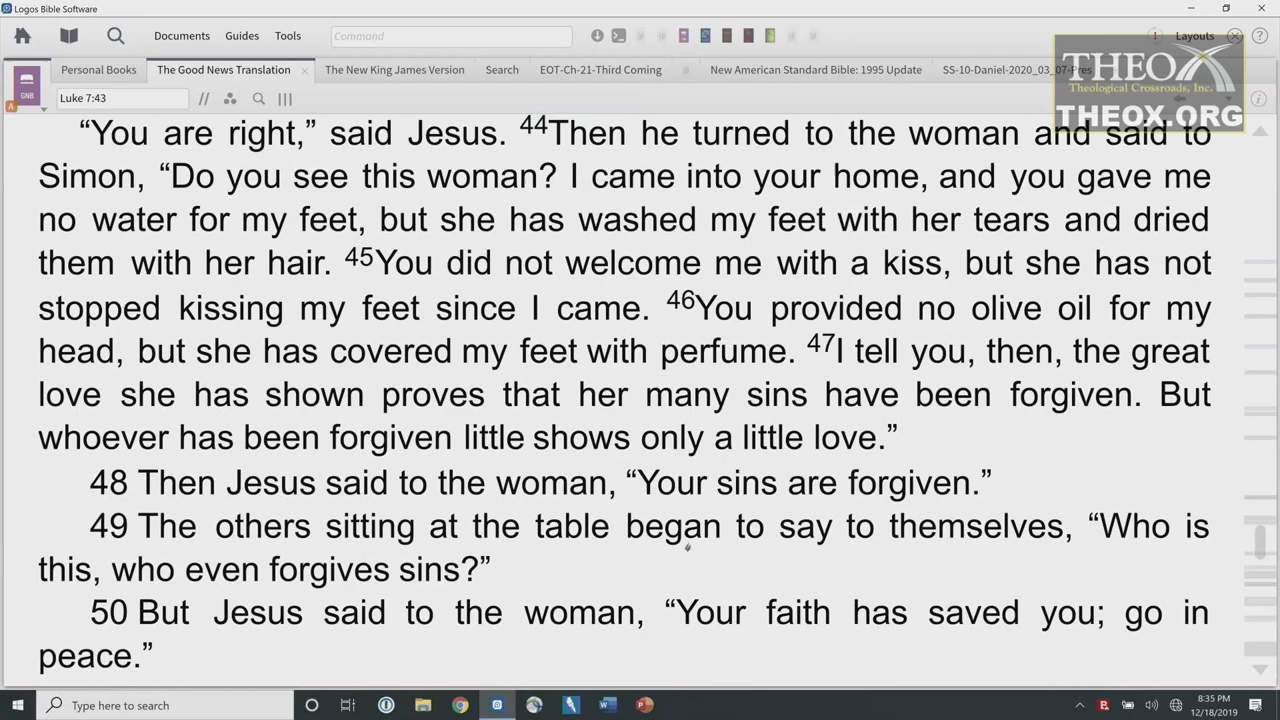 Logos Bible Software
Documents Guides Tools Command Layouts
THEOX
Theological Crossroads, Inc.
THEOX.ORG
Personal Books The Good News Translation The New King James Version Search EOT-Ch-21-Third Coming New American Standard Bible: 1995 Update SS-10-Daniel-2020_03_07-Pres
GNB
A
Luke 7:43
“You are right,” said Jesus. 44Then he turned to the woman and said to
Simon, “Do you see this woman? I came into your home, and you gave me
no water for my feet, but she has washed my feet with her tears and dried
them with her hair. 45You did not welcome me with a kiss, but she has not
stopped kissing my feet since I came. 46You provided no olive oil for my
head, but she has covered my feet with perfume. 47I tell you, then, the great
love she has shown proves that her many sins have been forgiven. But
whoever has been forgiven little shows only a little love.”
48 Then Jesus said to the woman, “Your sins are forgiven.”
49 The others sitting at the table began to say to themselves, “Who is
this, who even forgives sins?”
50 But Jesus said to the woman, “Your faith has saved you; go in
peace.”
Type here to search
8:35 PM
12/18/2019